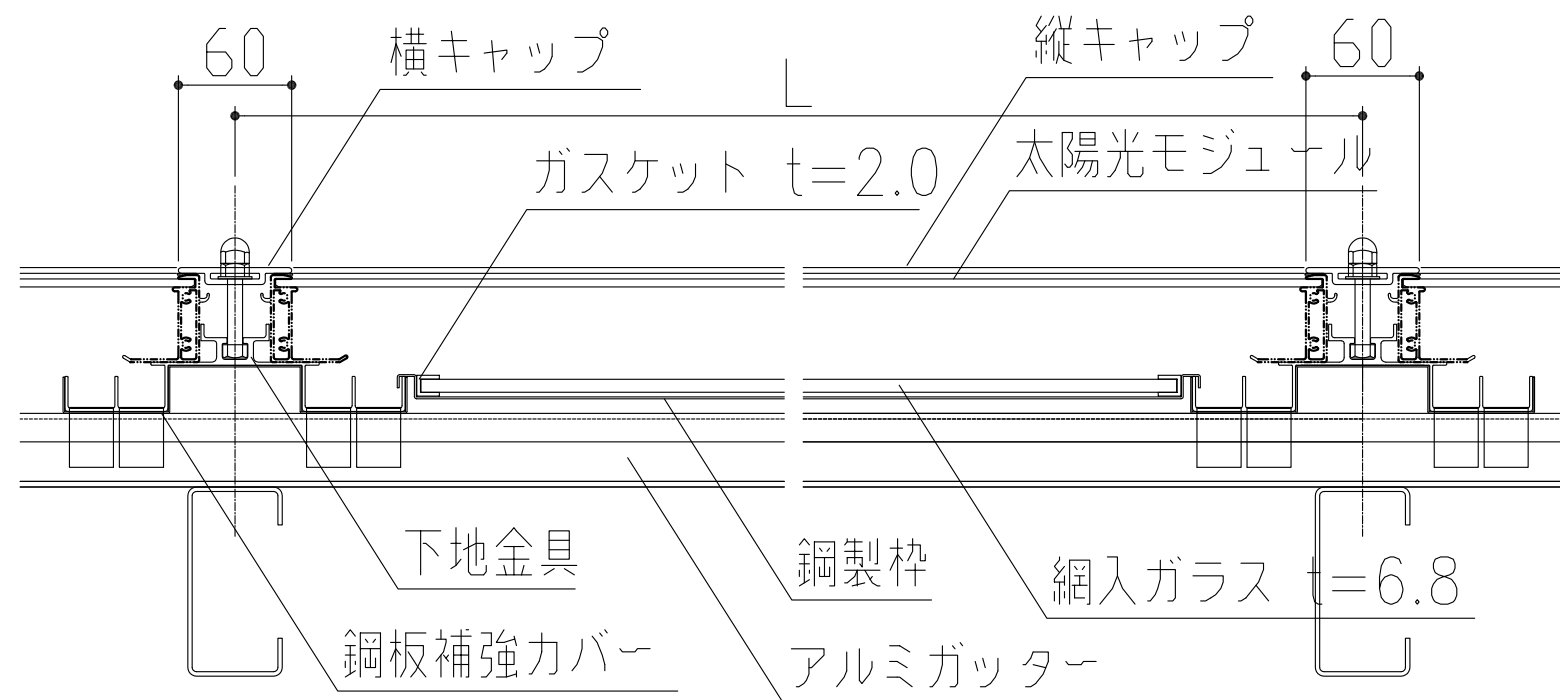 60
横キャップ
縦キャップ
60
L
ガスケット t=2.0
太陽光モジュール
下地金具
鋼製枠
網入ガラス t=6.8
鋼板補強カバー
アルミガッター